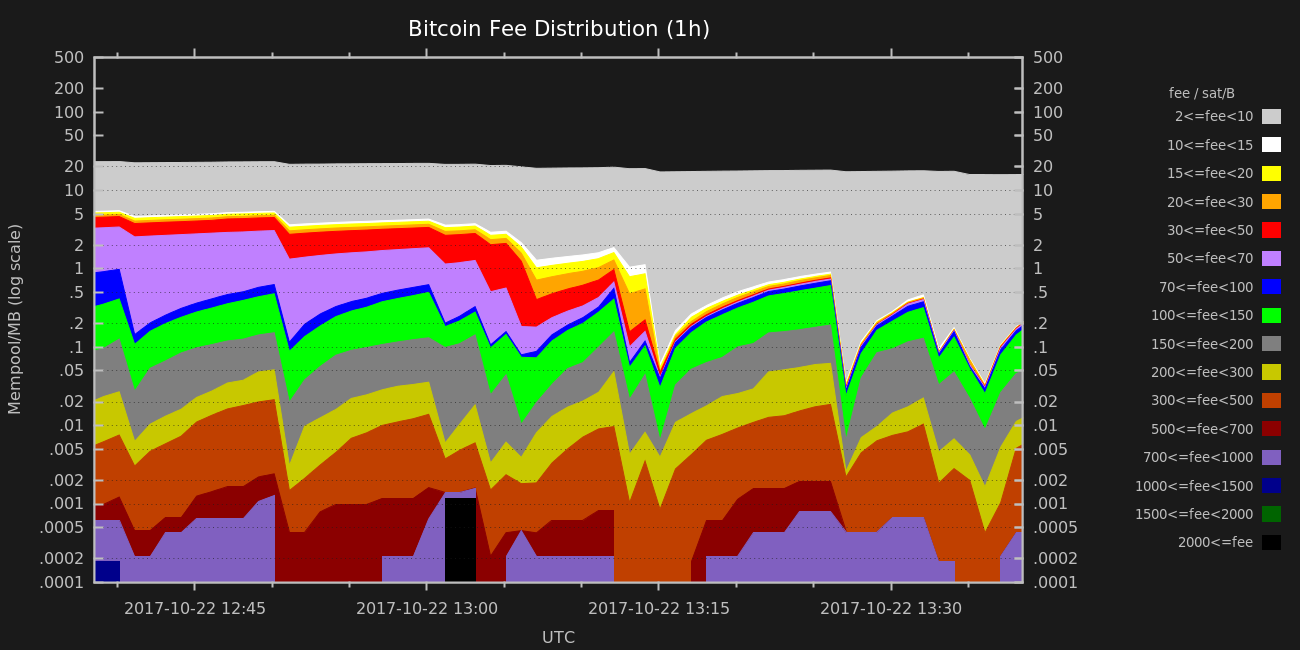 Bitcoin Fee Distribution (1h)
500 500
200 200
100 100
50 50
20 20
10 10
5 5
2 2
1 1
.5 .5
.2 .2
.1 .1
.05 .05
.02 .02
.01 .01
.005 .005
.002 .002
.001 .001
.0005 .0005
.0002 .0002
.0001 .0001
Mempool/MB (log scale)
2017-10-22 12:45 2017-10-22 13:00 2017-10-22 13:15 2017-10-22 13:30
UTC
fee / sat/B
2<=fee<10
10<=fee<15
15<=fee<20
20<=fee<30
30<=fee<50
50<=fee<70
70<=fee<100
100<=fee<150
150<=fee<200
200<=fee<300
300<=fee<500
500<=fee<700
700<=fee<1000
1000<=fee<1500
1500<=fee<2000
2000<=fee